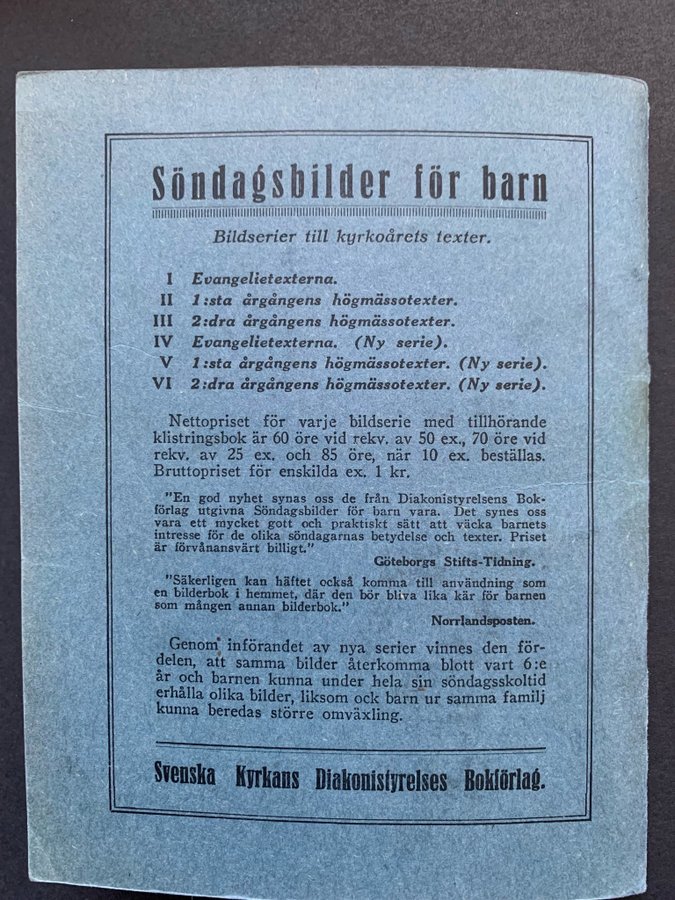 Söndagsbilder för barn
Bildserier till kyrkoårets texter.
I Evangelietexterna.
II 1:sta årgångens högmässotexter.
III 2:dra årgångens högmässotexter.
IV Evangelietexterna. (Ny serie).
V 1:sta årgångens högmässotexter. (Ny serie).
VI 2:dra årgångens högmässotexter. (Ny serie).
Nettopriset för varje bildserie med tillhörande
klistringsbok är 60 öre vid rekv. av 50 ex., 70 öre vid
rekv. av 25 ex. och 85 öre, när 10 ex. beställas.
Bruttopriset för enskilda ex. 1 kr.
"En god nyhet synas oss de från Diakonistyrelsens Bok-
förlag utgivna Söndagsbilder för barn vara. Det synes oss
vara ett mycket gott och praktiskt sätt att väcka barnets
intresse för de olika söndagarnas betydelse och texter. Priset
är förvånansvärt billigt."
Göteborgs Stifts-Tidning.
"Säkerligen kan häftet också komma till användning som
en bilderbok i hemmet, där den bör bliva lika kär för barnen
som mången annan bilderbok."
Norrlandsposten.
Genom införandet av nya serier vinnes den för-
delen, att samma bilder återkomma blott vart 6:e
år och barnen kunna under hela sin söndagsskoltid
erhålla olika bilder, liksom ock barn ur samma familj
kunna beredas större omväxling.
Svenska Kyrkans Diakonistyrelses Bokförlag.